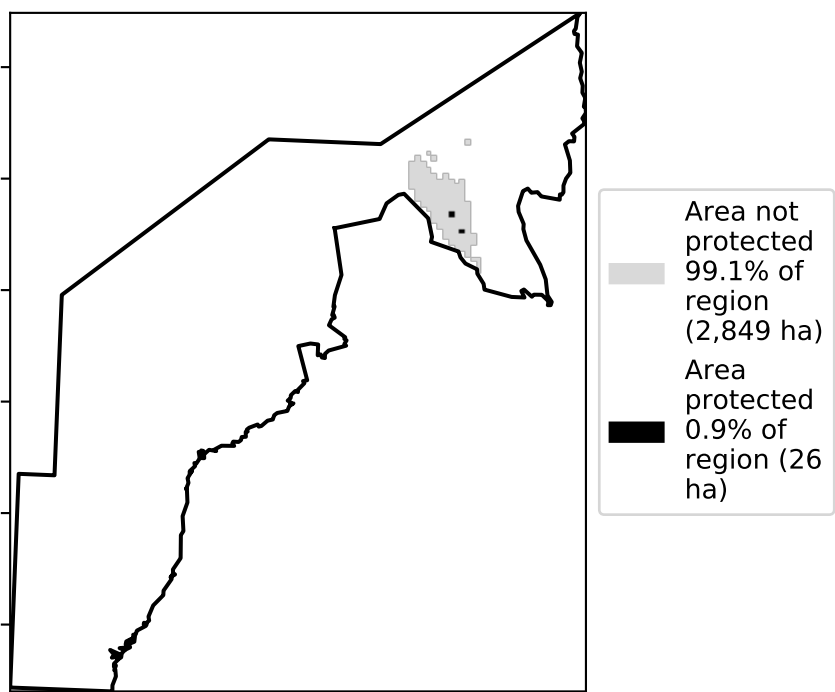 Area not
protected
99.1% of
region
(2,849 ha)
Area
protected
0.9% of
region (26
ha)